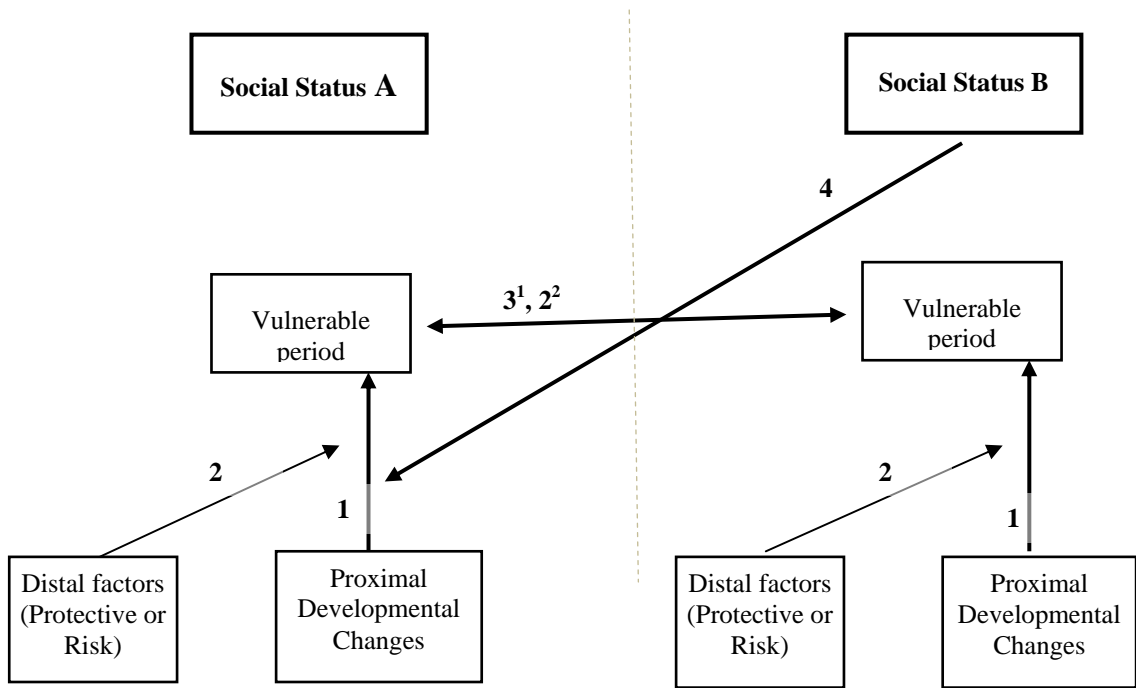 Social Status A
Social Status B
4
3¹, 2²
Vulnerable
period
Vulnerable
period
2
1
2
1
Distal factors
(Protective or
Risk)
Proximal
Developmental
Changes
Distal factors
(Protective or
Risk)
Proximal
Developmental
Changes